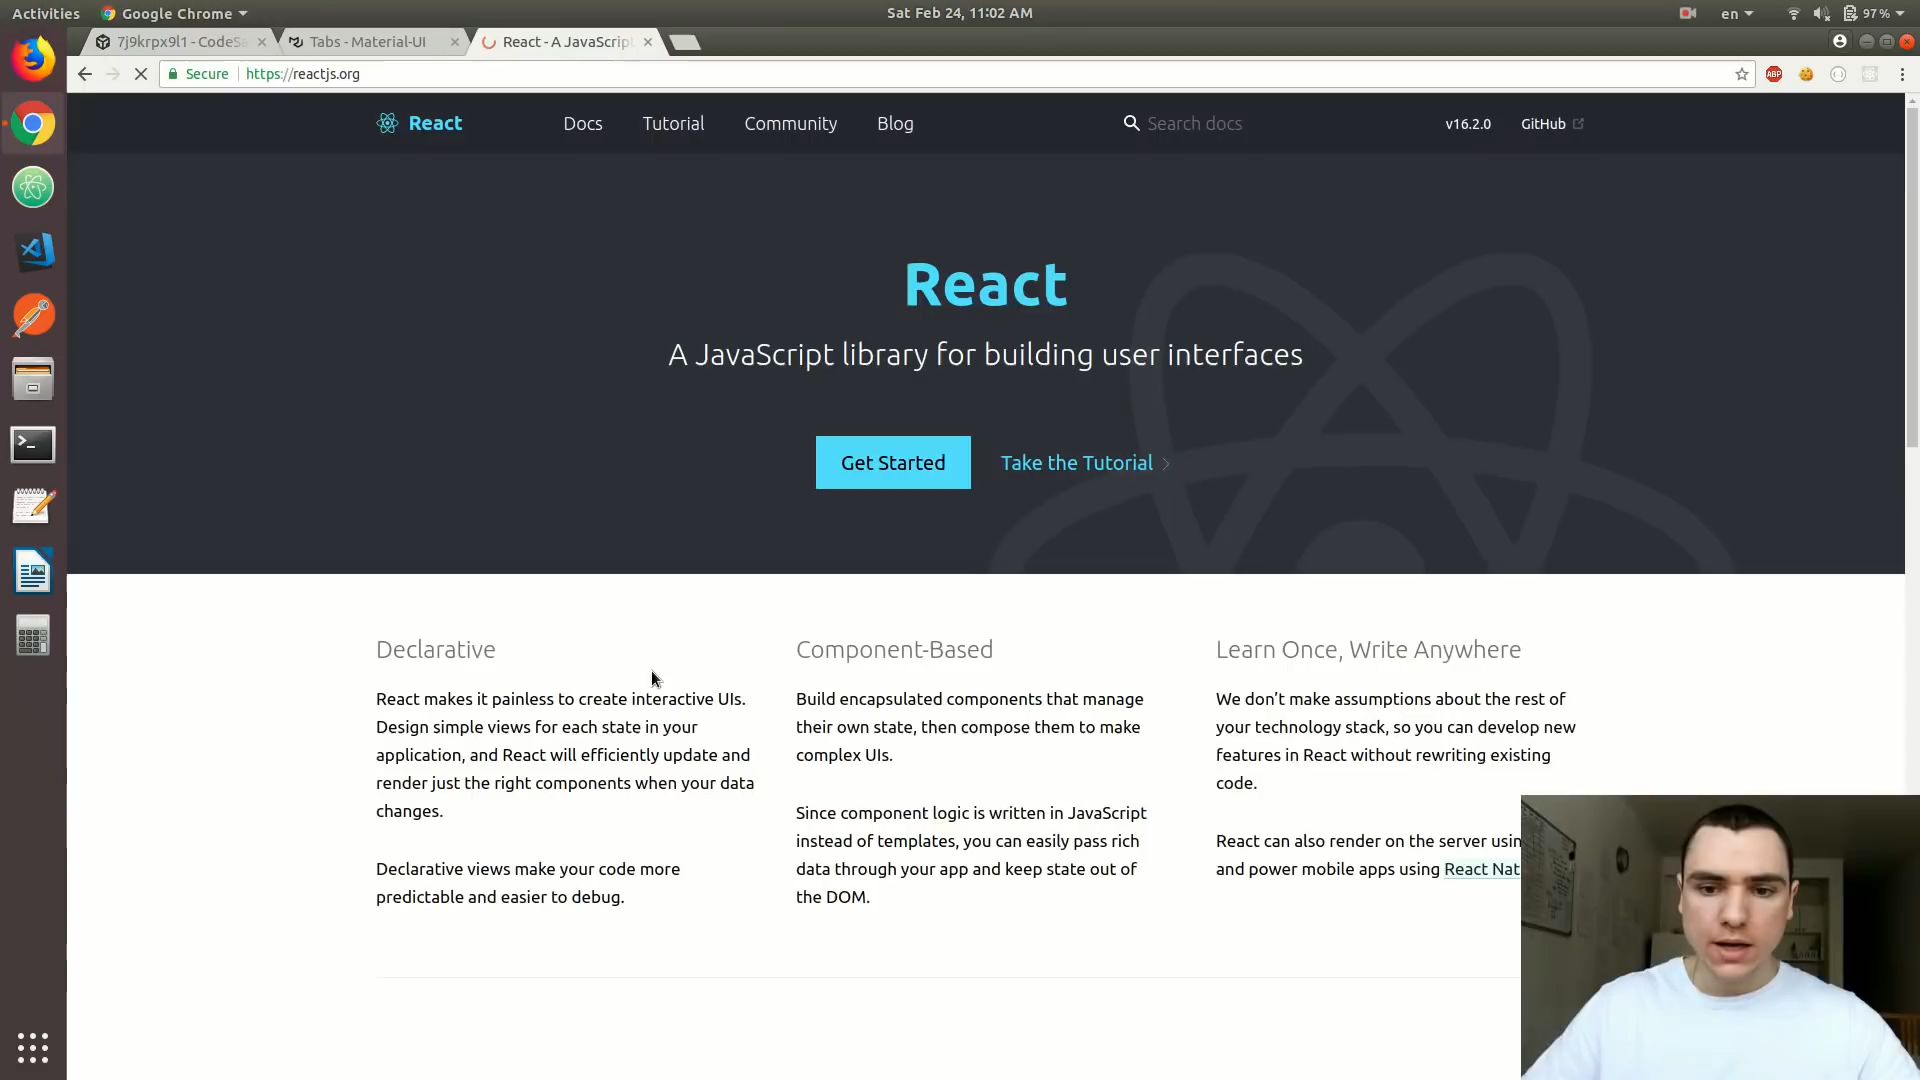 Activities
Google Chrome
Sat Feb 24, 11:02 AM
en
97%
7j9krpx9l1 - CodeSa
Tabs - Material-UI
React - A JavaScrip
Secure
https://reactjs.org
ABP
React
Docs
Tutorial
Community
Blog
Search docs
v16.2.0
GitHub
React
A JavaScript library for building user interfaces
Get Started
Take the Tutorial
Declarative
React makes it painless to create interactive UIs.
Design simple views for each state in your
application, and React will efficiently update and
render just the right components when your data
changes.
Declarative views make your code more
predictable and easier to debug.
Component-Based
Build encapsulated components that manage
their own state, then compose them to make
complex UIs.
Since component logic is written in JavaScript
instead of templates, you can easily pass rich
data through your app and keep state out of
the DOM.
Learn Once, Write Anywhere
We don’t make assumptions about the rest of
your technology stack, so you can develop new
features in React without rewriting existing
code.
React can also render on the server usin
and power mobile apps using React Nat